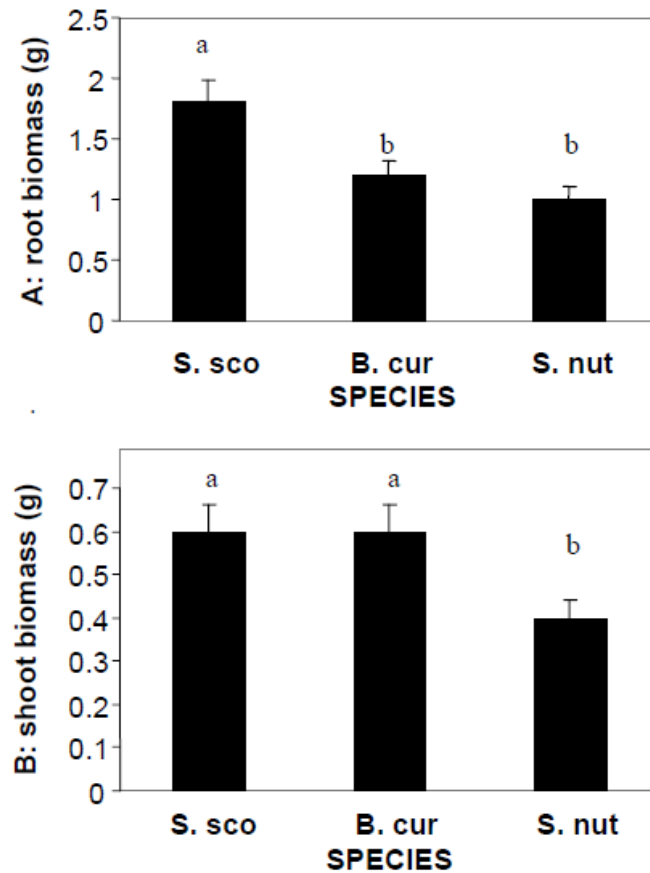 A: root biomass (g)
2.5
2
1.5
1
0.5
0
a
b
b
S. sco B. cur S. nut
SPECIES
B: shoot biomass (g)
0.7
0.6
0.5
0.4
0.3
0.2
0.1
0
a
a
b
S. sco B. cur S. nut
SPECIES